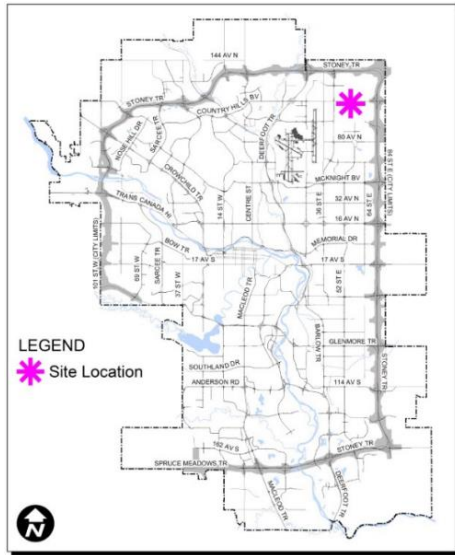 144 AV N
STONEY TR
STONEY TR
COUNTRY HILLS BV
SARCEE TR
DEERFOOT TR
80 AV N
CROWCHILD TR
MCKNIGHT BV
36 ST E
32 AV N
84 ST E (CITY LIMITS)
TRANS CANADA HI
14 ST W
CENTRE ST
16 AV N
68 ST E
101 ST W (CITY LIMITS)
BOW TR
MEMORIAL DR
17 AV S
17 AV S
69 ST W
SARCEE TR
37 ST W
52 ST E
MACLEOD TR
BARLOW TR
LEGEND
GLENMORE TR
Site Location
STONEY TR
SOUTHLAND DR
ANDERSON RD
114 AV S
162 AV S
STONEY TR
SPRUCE MEADOWS TR
MACLEOD TR
DEERFOOT TR
N